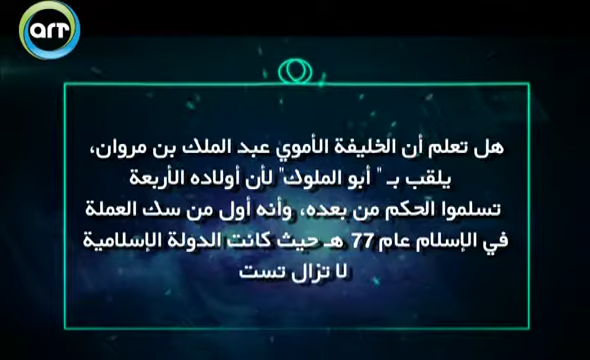 art
هل تعلم أن الخليفة الأموي عبد الملك بن مروان،
يلقب بـ " أبو الملوك" لأن أولاده الأربعة
تسلموا الحكم من بعده، وأنه أول من سك العملة
في الإسلام عام 77 هـ حيث كانت الدولة الإسلامية
لا تزال تست